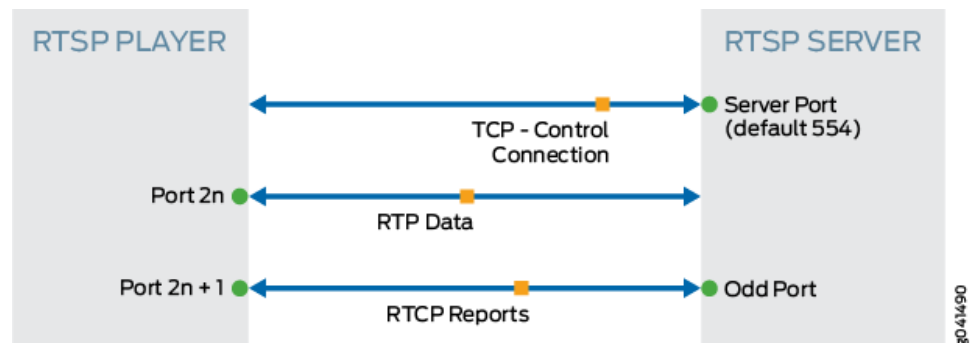 RTSP PLAYER
RTSP SERVER
TCP - Control
Connection
Server Port
(default 554)
Port 2n
RTP Data
Port 2n + 1
RTCP Reports
Odd Port
g041490